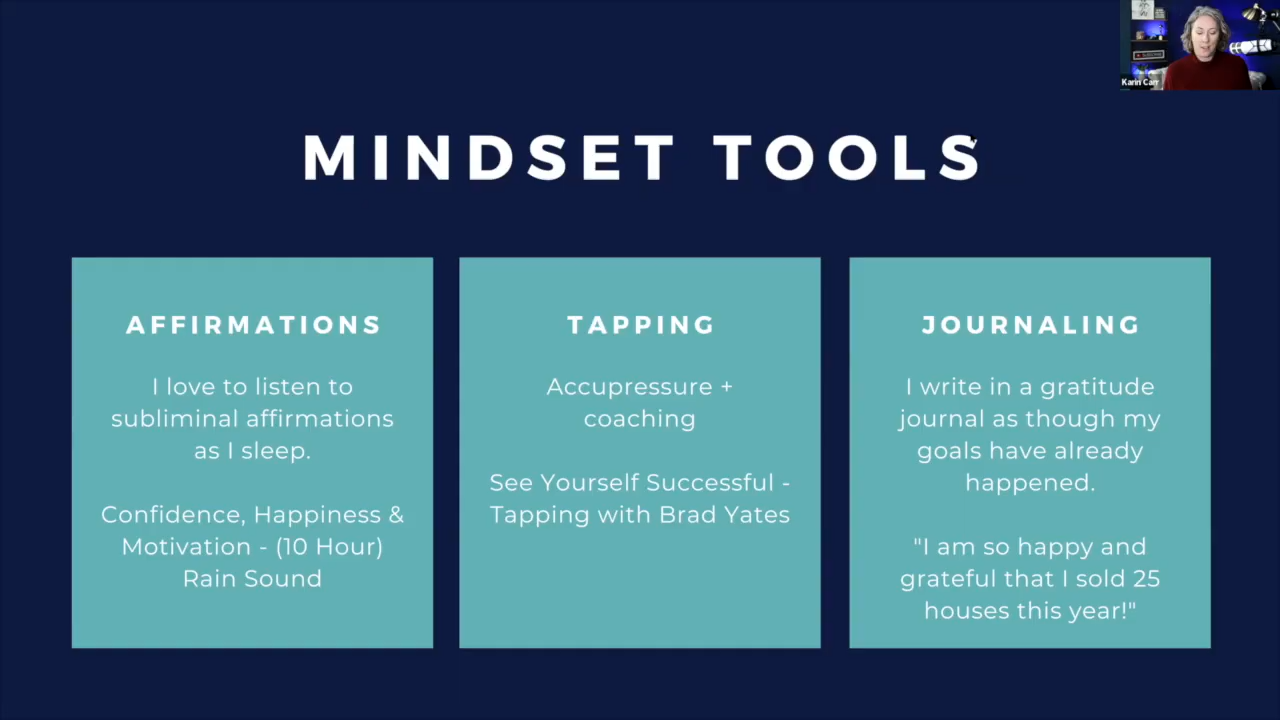 Karin Carr
MINDSET TOOLS
AFFIRMATIONS
I love to listen to
subliminal affirmations
as I sleep.
Confidence, Happiness &
Motivation - (10 Hour)
Rain Sound
TAPPING
Accupressure +
coaching
See Yourself Successful -
Tapping with Brad Yates
JOURNALING
I write in a gratitude
journal as though my
goals have already
happened.
"I am so happy and
grateful that I sold 25
houses this year!"